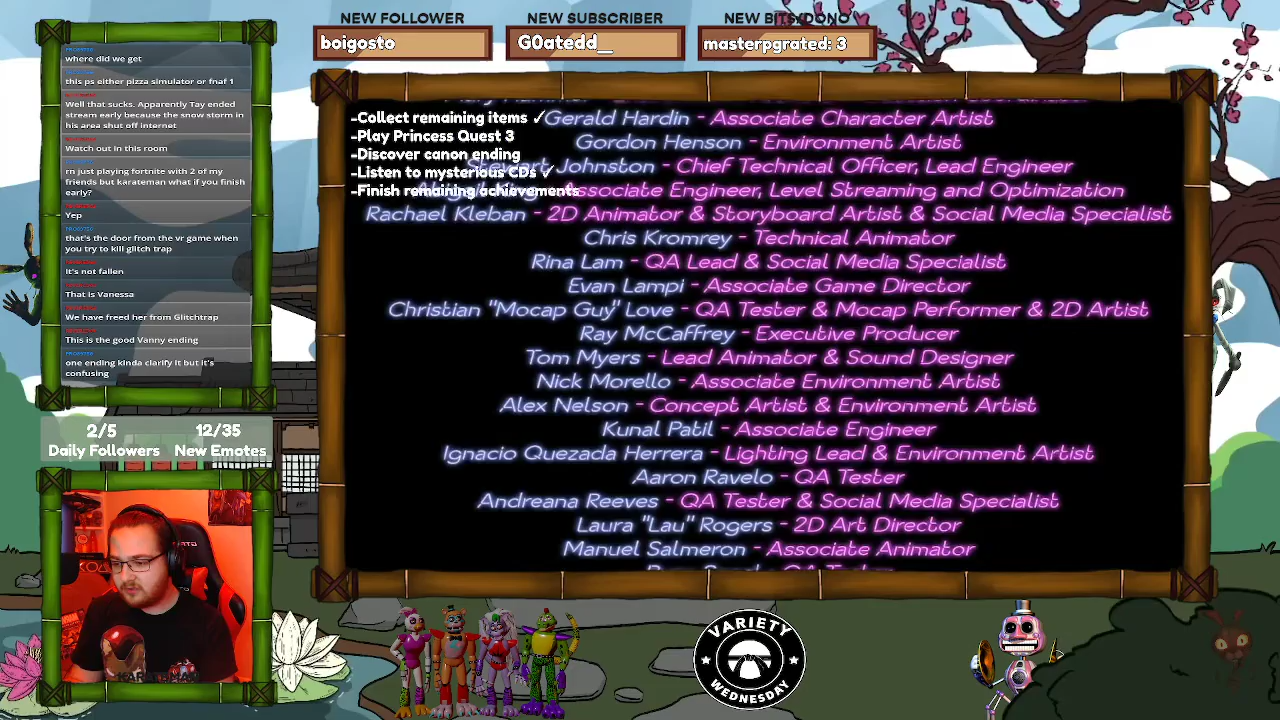 NEW FOLLOWER
NEW SUBSCRIBER
NEW BITS/DONO
boigosto
G0atedd_
masterpgrated: 3
where did we get
this ps either pizza simulator or fnaf 1
Well that sucks. Apparently Tay ended
stream early because the snow storm in
his area shut off internet
Watch out in this room
rn just playing fortnite with 2 of my
friends but karateman what if you finish
early?
Yep
that's the door from the vr game when
you try to kill glitch trap
It's not fallen
That is Vanessa
We have freed her from Glitchtrap
This is the good Vanny ending
one ending kinda clarify it but it's
confusing
2/5
Daily Followers
12/35
New Emotes
-Collect remaining items ✓
-Play Princess Quest 3
-Discover canon ending
-Listen to mysterious CDs ✓
-Finish remaining achievements
Gerald Hardin - Associate Character Artist
Gordon Henson - Environment Artist
Johnston - Chief Technical Officer, Lead Engineer
Associate Engineer, Level Streaming and Optimization
Rachael Kleban - 2D Animator & Storyboard Artist & Social Media Specialist
Chris Kromrey - Technical Animator
Rina Lam - QA Lead & Social Media Specialist
Evan Lampi - Associate Game Director
Christian "Mocap Guy" Love - QA Tester & Mocap Performer & 2D Artist
Ray McCaffrey - Executive Producer
Tom Myers - Lead Animator & Sound Designer
Nick Morello - Associate Environment Artist
Alex Nelson - Concept Artist & Environment Artist
Kunal Patil - Associate Engineer
Ignacio Quezada Herrera - Lighting Lead & Environment Artist
Aaron Ravelo - QA Tester
Andreana Reeves - QA Tester & Social Media Specialist
Laura "Lau" Rogers - 2D Art Director
Manuel Salmeron - Associate Animator
VARIETY
WEDNESDAY